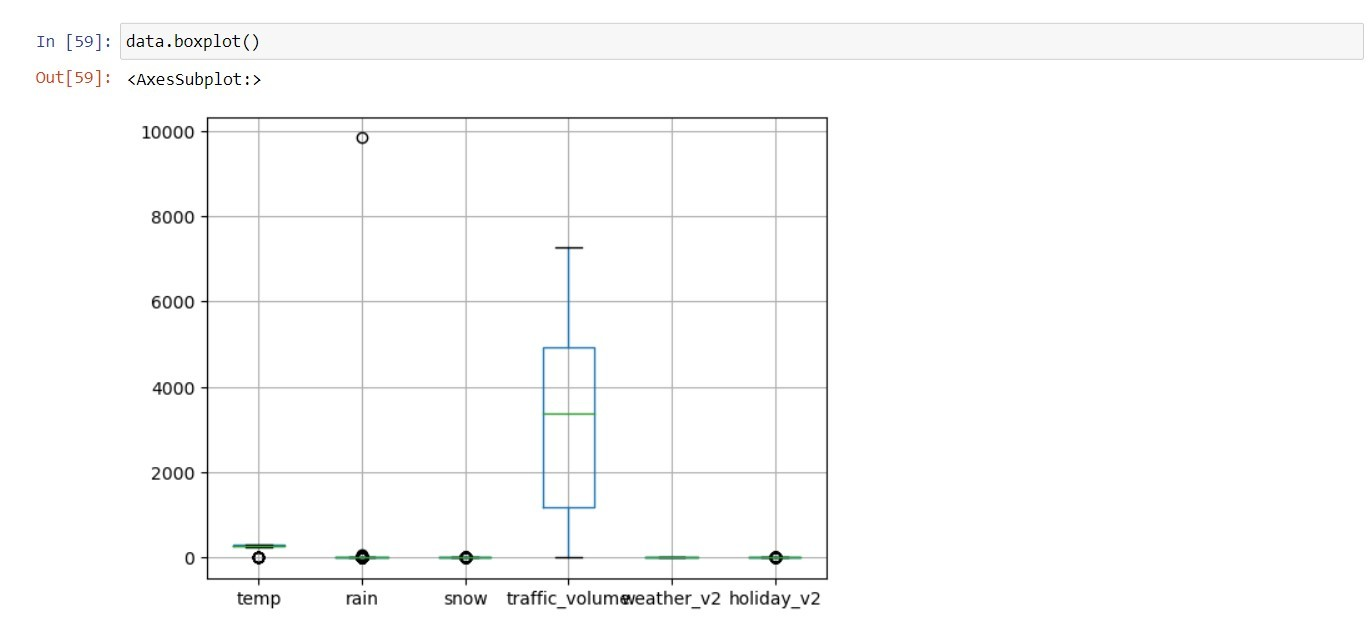 In [59]: data.boxplot()
Out[59]: <AxesSubplot:>
10000
8000
6000
4000
2000
0
temp rain snow traffic_volume weather_v2 holiday_v2